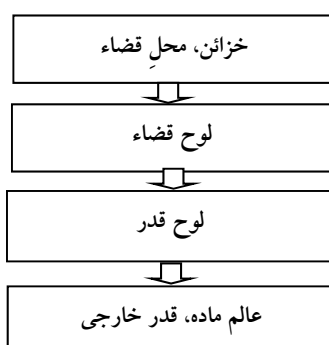 خزائن، محلِ قضاء
لوح قضاء
لوح قدر
عالم ماده، قدر خارجی